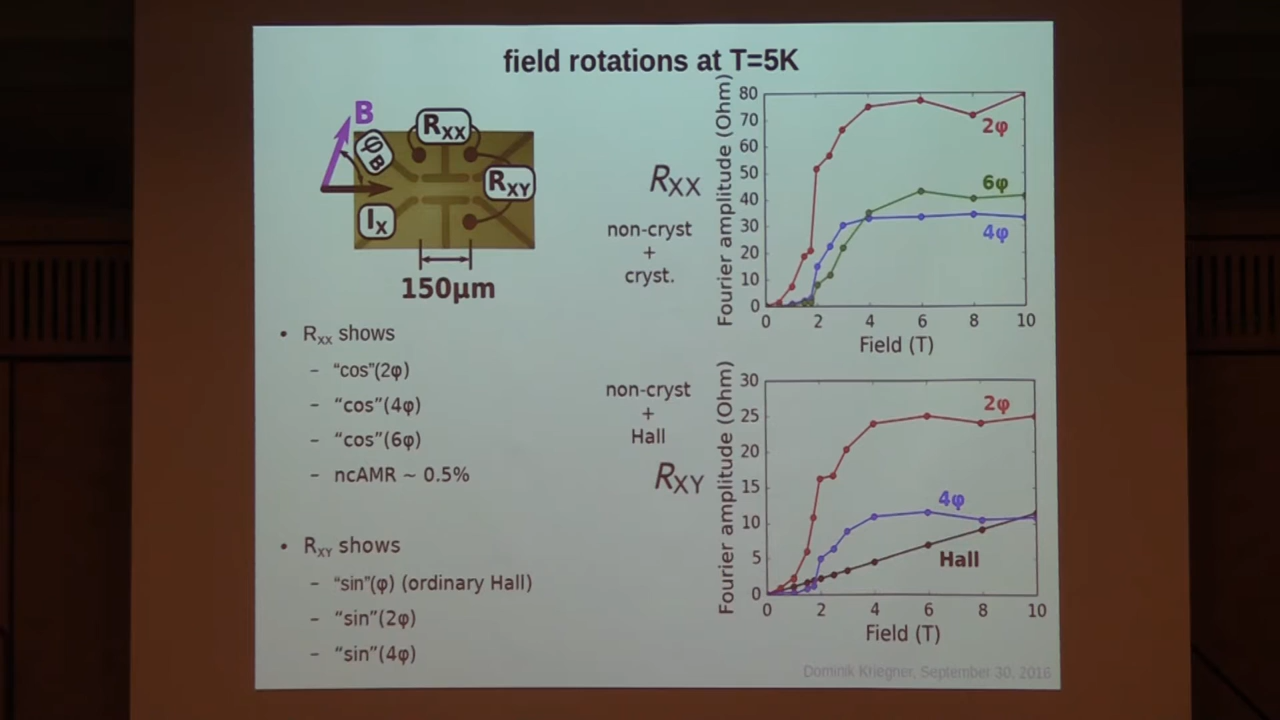 field rotations at T=5K
B
φB
RXX
RXY
IX
150μm
RXX
non-cryst
+
cryst.
Fourier amplitude (Ohm)
80
70
60
50
40
30
20
10
0
2φ
6φ
4φ
0 2 4 6 8 10
Field (T)
• Rxx shows
– “cos”(2φ)
– “cos”(4φ)
– “cos”(6φ)
– ncAMR ~ 0.5%
non-cryst
+
Hall
RXY
Fourier amplitude (Ohm)
30
25
20
15
10
5
0
2φ
4φ
Hall
0 2 4 6 8 10
Field (T)
• RXY shows
– “sin”(φ) (ordinary Hall)
– “sin”(2φ)
– “sin”(4φ)
Dominik Kriegner, September 30, 2016